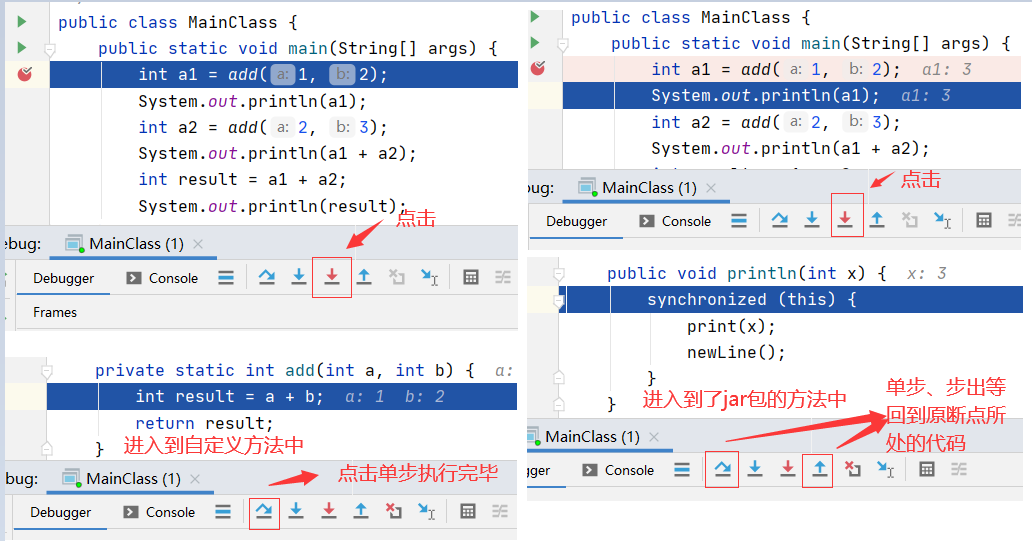 public class MainClass {
public static void main(String[] args) {
int a1 = add( a: 1, b: 2);
System.out.println(a1);
int a2 = add( a: 2, b: 3);
System.out.println(a1 + a2);
int result = a1 + a2;
System.out.println(result);
点击
ebug: MainClass (1) ×
Debugger Console
Frames
private static int add(int a, int b) { a:
int result = a + b; a: 1 b: 2
return result;
}
进入到自定义方法中
bug: MainClass (1) ×
点击单步执行完毕
Debugger Console
public class MainClass {
public static void main(String[] args) {
int a1 = add( a: 1, b: 2); a1: 3
System.out.println(a1); a1: 3
int a2 = add( a: 2, b: 3);
System.out.println(a1 + a2);
点击
bug: MainClass (1) ×
Debugger Console
public void println(int x) { x: 3
synchronized (this) {
print(x);
newLine();
}
}
进入到了jar包的方法中
单步、步出等
回到原断点所
处的代码
MainClass (1) ×
gger Console